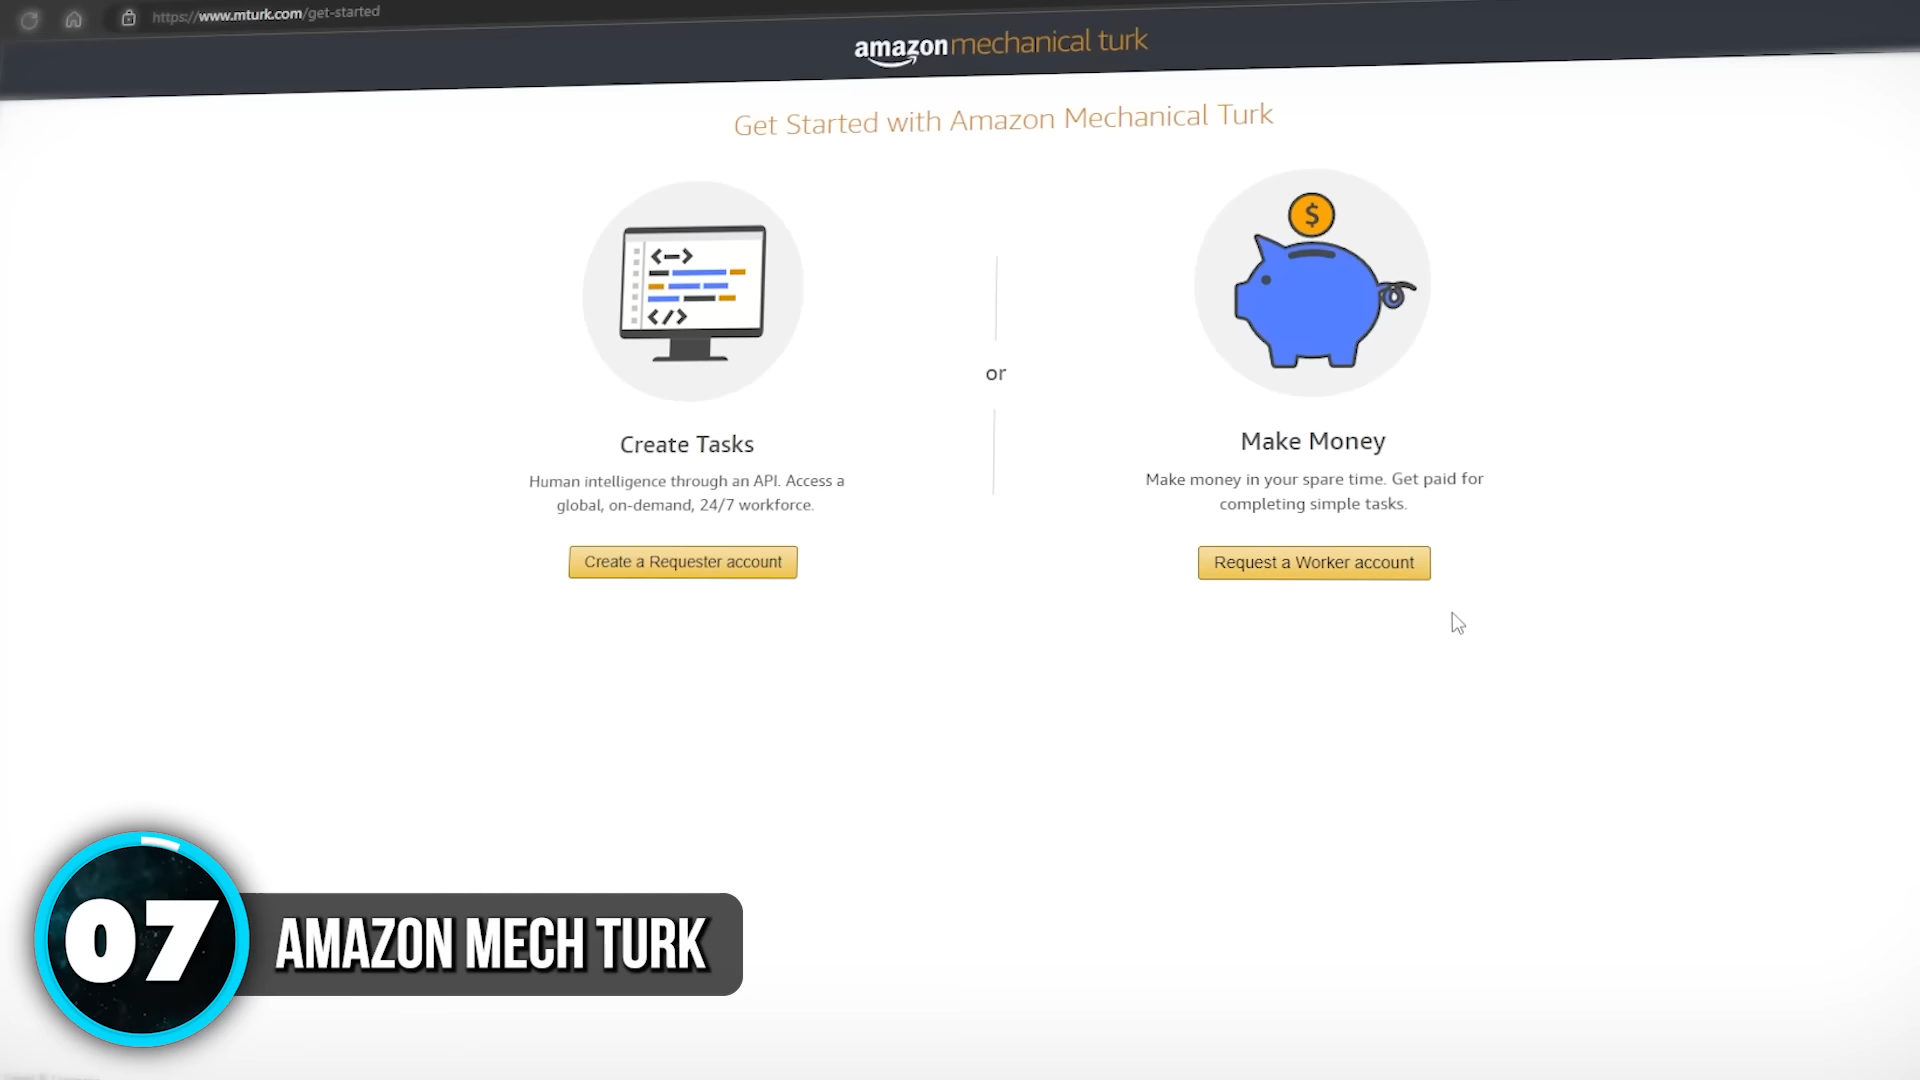 https://www.mturk.com/get-started
amazon mechanical turk
Get Started with Amazon Mechanical Turk
$
<->
</>
or
Create Tasks
Human intelligence through an API. Access a
global, on-demand, 24/7 workforce.
Create a Requester account
Make Money
Make money in your spare time. Get paid for
completing simple tasks.
Request a Worker account
07
AMAZON MECH TURK